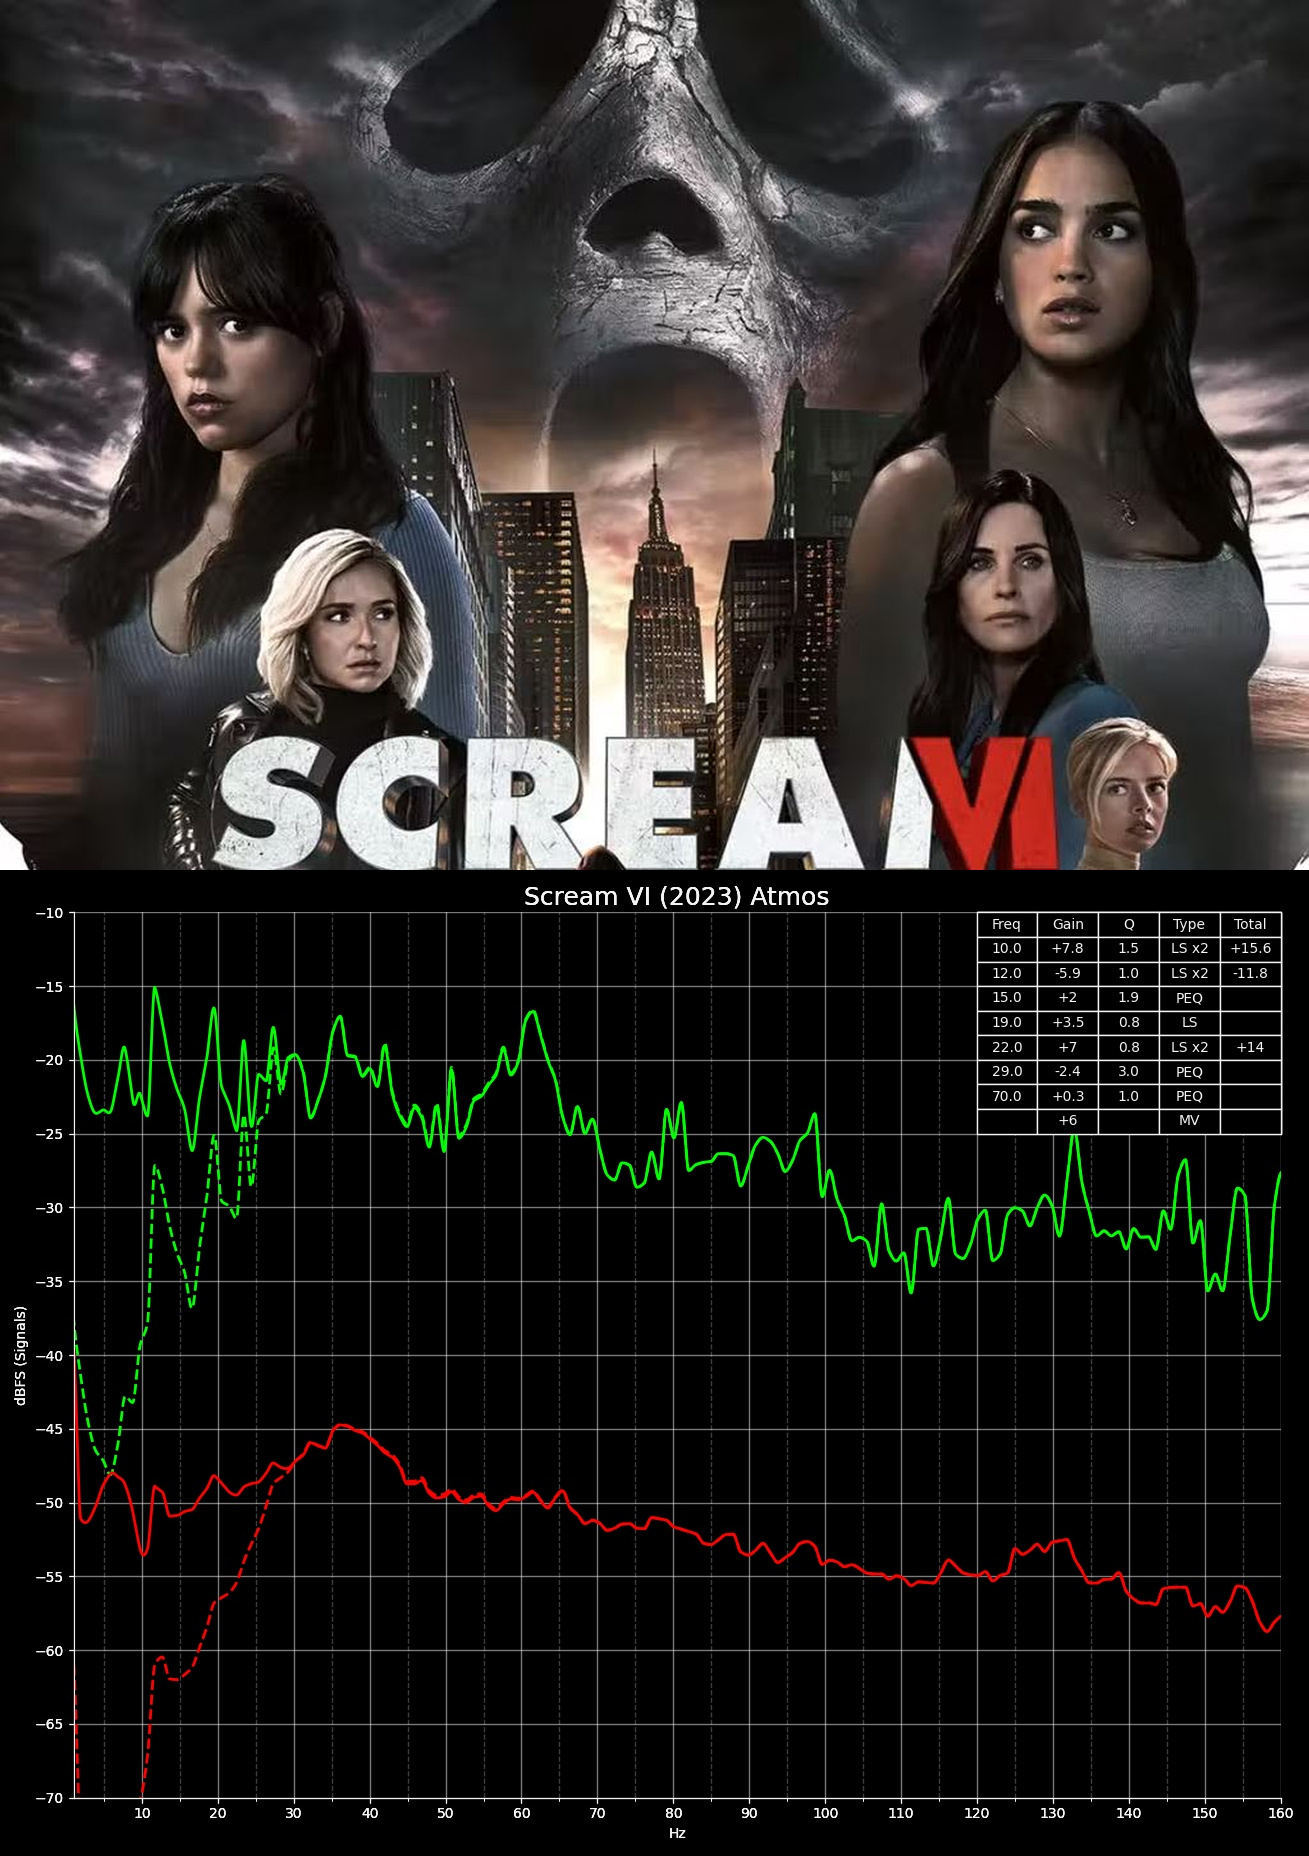 SCREAM VI
Scream VI (2023) Atmos
Freq Gain Q Type Total
10.0 +7.8 1.5 LS x2 +15.6
12.0 -5.9 1.0 LS x2 -11.8
15.0 +2 1.9 PEQ
19.0 +3.5 0.8 LS
22.0 +7 0.8 LS x2 +14
29.0 -2.4 3.0 PEQ
70.0 +0.3 1.0 PEQ
+6 MV
dBFS (Signals)
−10
−15
−20
−25
−30
−35
−40
−45
−50
−55
−60
−65
−70
10 20 30 40 50 60 70 80 90 100 110 120 130 140 150 160
Hz